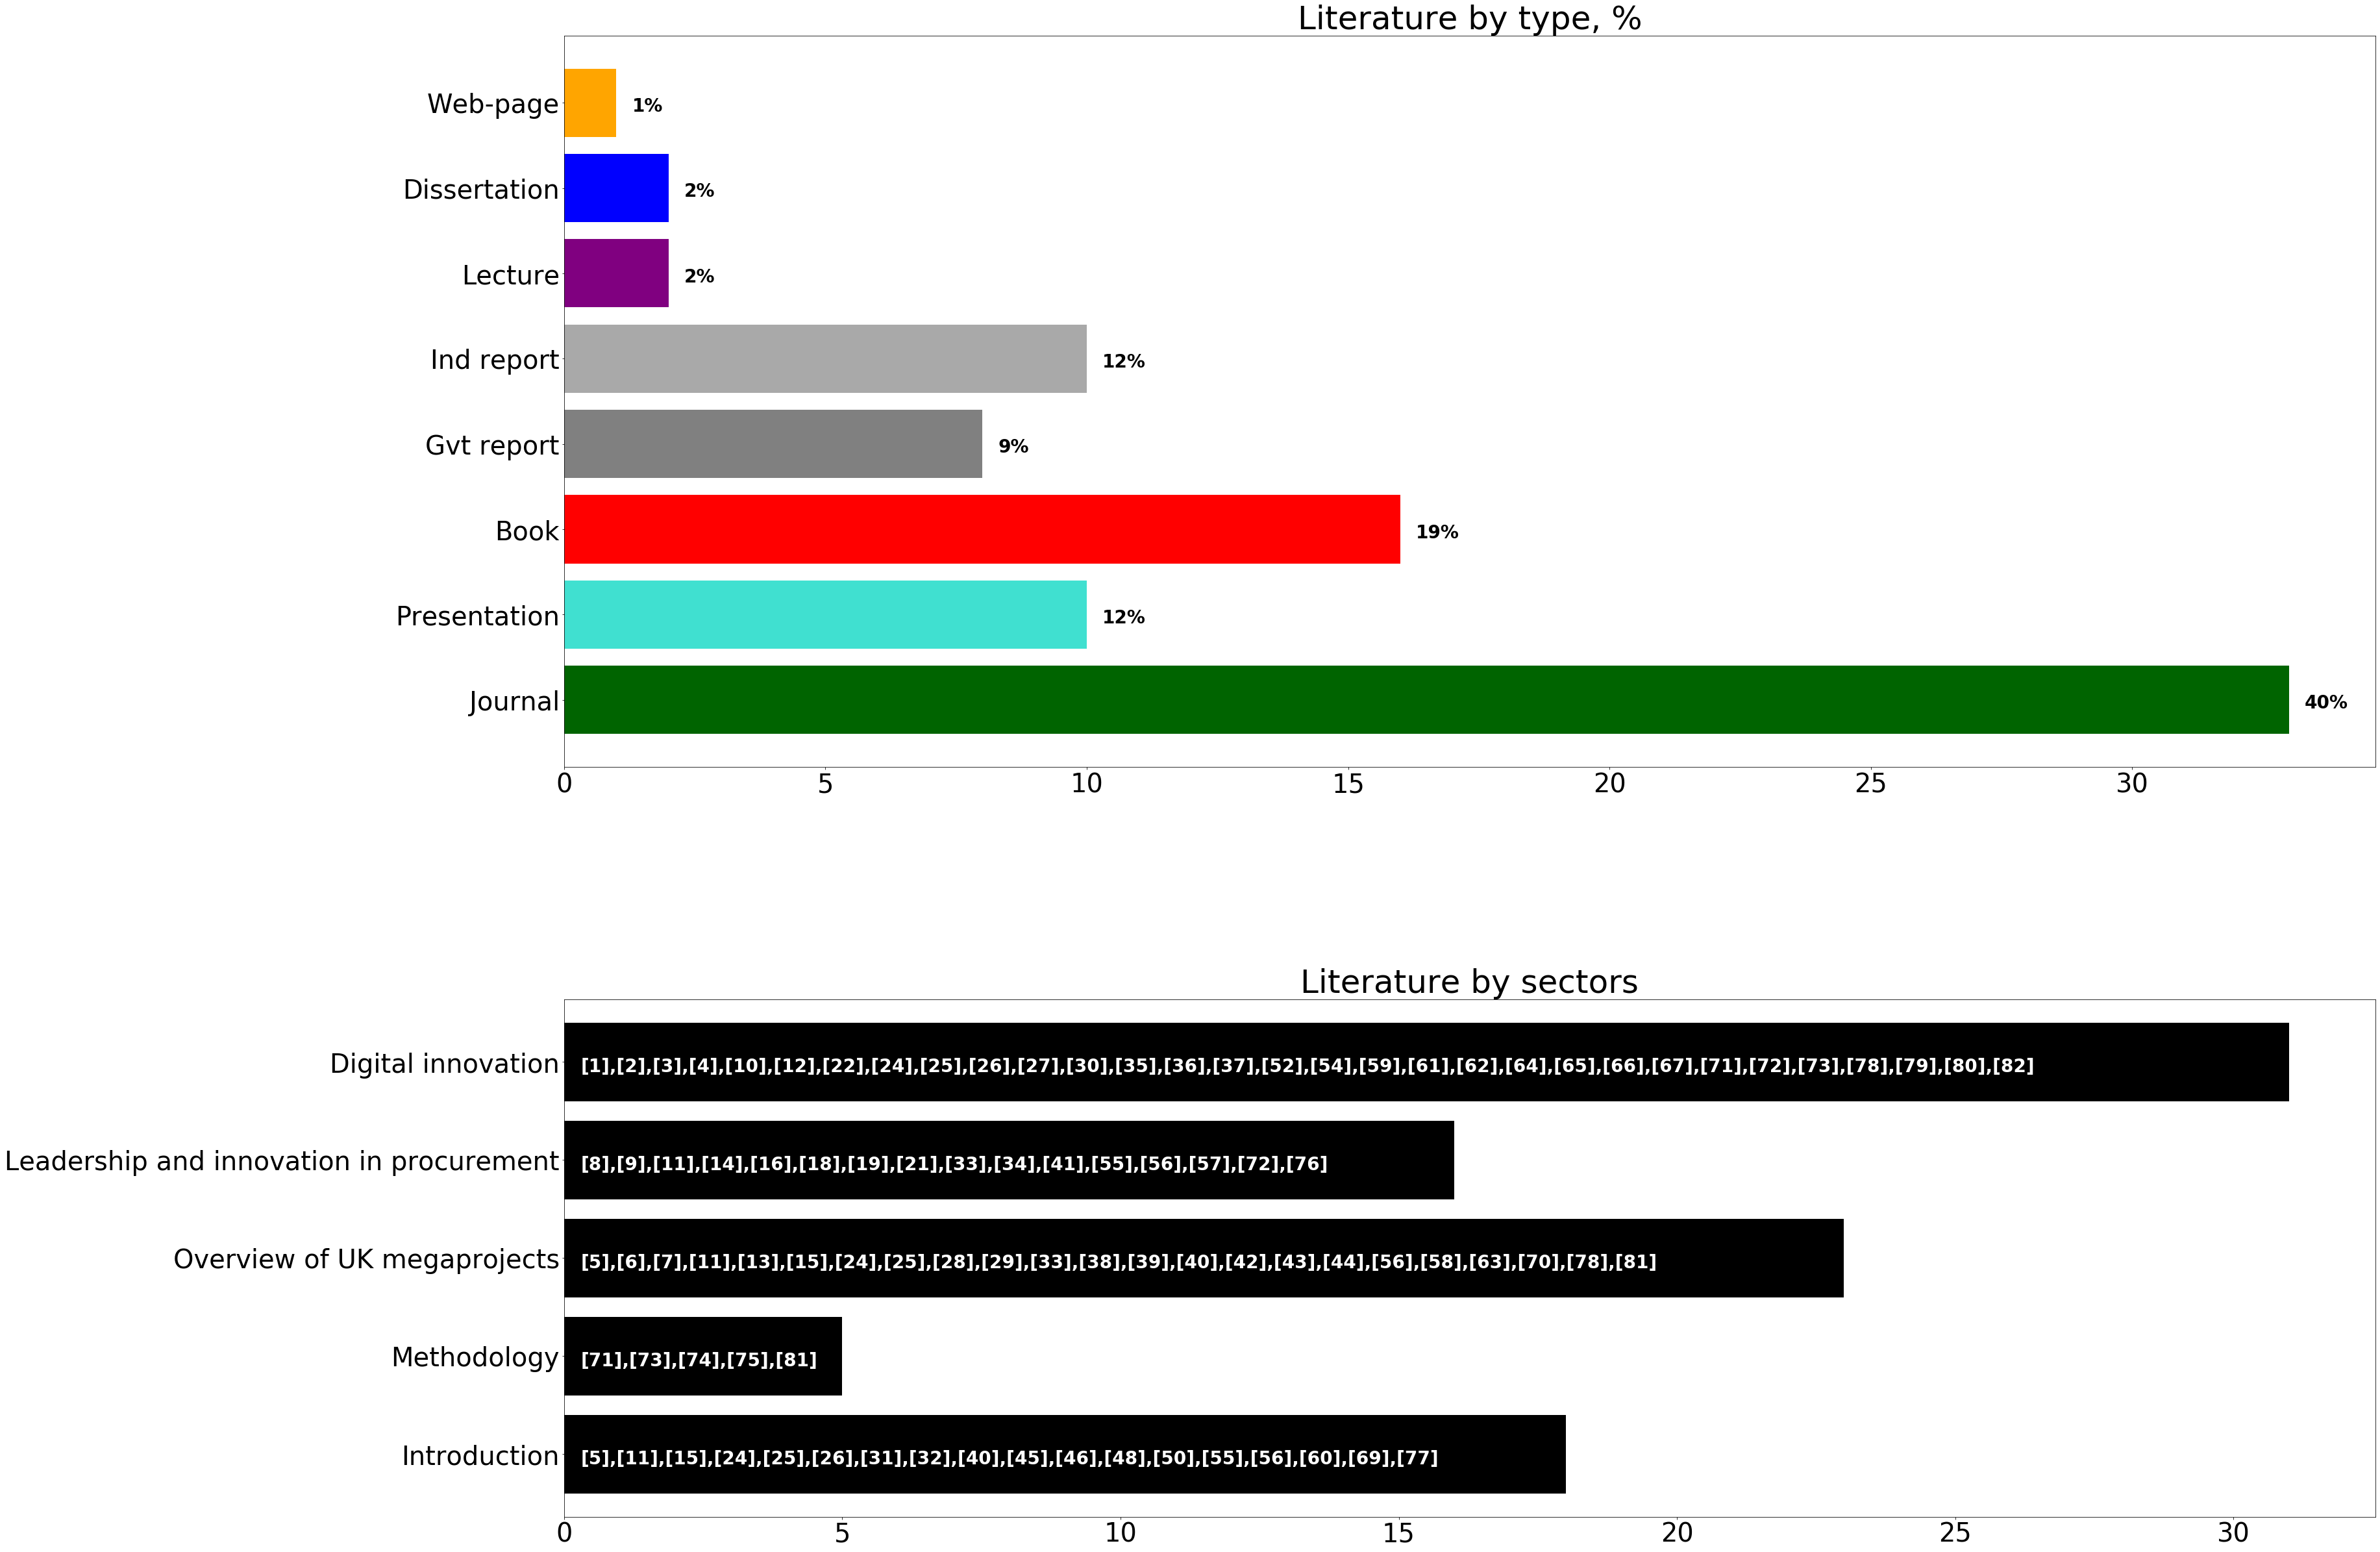 Literature by type, %
Web-page 1%
Dissertation 2%
Lecture 2%
Ind report 12%
Gvt report 9%
Book 19%
Presentation 12%
Journal 40%
0 5 10 15 20 25 30
Literature by sectors
Digital innovation [1],[2],[3],[4],[10],[12],[22],[24],[25],[26],[27],[30],[35],[36],[37],[52],[54],[59],[61],[62],[64],[65],[66],[67],[71],[72],[73],[78],[79],[80],[82]
Leadership and innovation in procurement [8],[9],[11],[14],[16],[18],[19],[21],[33],[34],[41],[55],[56],[57],[72],[76]
Overview of UK megaprojects [5],[6],[7],[11],[13],[15],[24],[25],[28],[29],[33],[38],[39],[40],[42],[43],[44],[56],[58],[63],[70],[78],[81]
Methodology [71],[73],[74],[75],[81]
Introduction [5],[11],[15],[24],[25],[26],[31],[32],[40],[45],[46],[48],[50],[55],[56],[60],[69],[77]
0 5 10 15 20 25 30